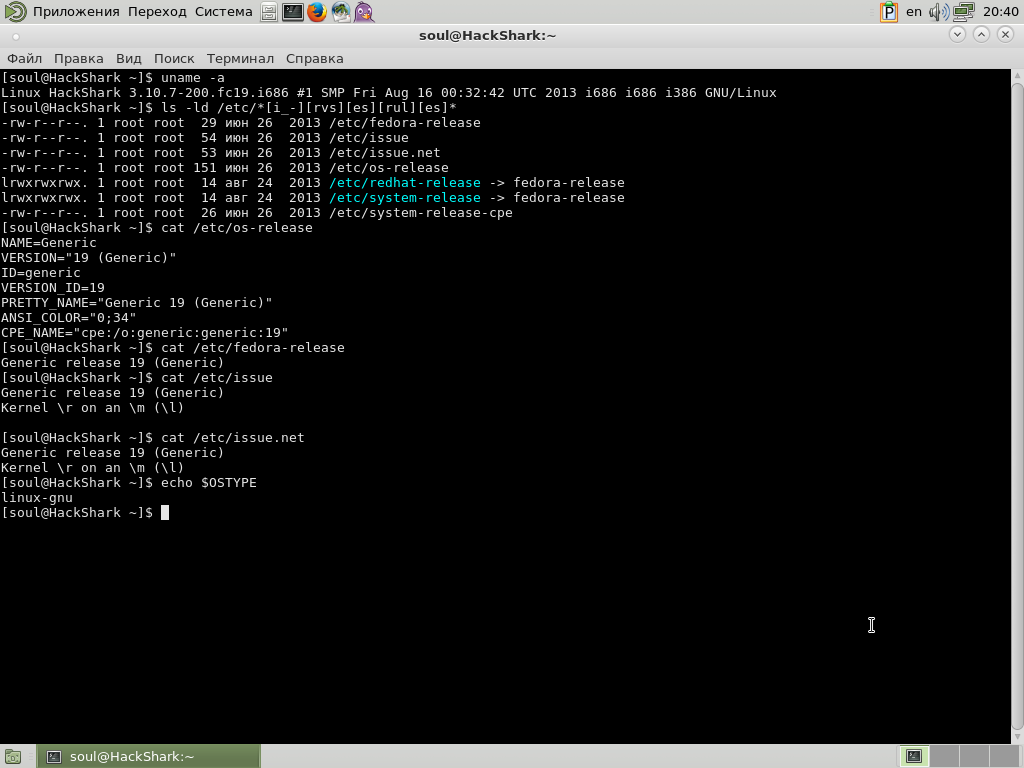 Приложения Переход Система en 20:40
soul@HackShark:~
Файл Правка Вид Поиск Терминал Справка
[soul@HackShark ~]$ uname -a
Linux HackShark 3.10.7-200.fc19.i686 #1 SMP Fri Aug 16 00:32:42 UTC 2013 i686 i686 i386 GNU/Linux
[soul@HackShark ~]$ ls -ld /etc/*[i_-][rvs][es][rul][es]*
-rw-r--r--. 1 root root  29 июн 26  2013 /etc/fedora-release
-rw-r--r--. 1 root root  54 июн 26  2013 /etc/issue
-rw-r--r--. 1 root root  53 июн 26  2013 /etc/issue.net
-rw-r--r--. 1 root root 151 июн 26  2013 /etc/os-release
lrwxrwxrwx. 1 root root  14 авг 24  2013 /etc/redhat-release -> fedora-release
lrwxrwxrwx. 1 root root  14 авг 24  2013 /etc/system-release -> fedora-release
-rw-r--r--. 1 root root  26 июн 26  2013 /etc/system-release-cpe
[soul@HackShark ~]$ cat /etc/os-release
NAME=Generic
VERSION="19 (Generic)"
ID=generic
VERSION_ID=19
PRETTY_NAME="Generic 19 (Generic)"
ANSI_COLOR="0;34"
CPE_NAME="cpe:/o:generic:generic:19"
[soul@HackShark ~]$ cat /etc/fedora-release
Generic release 19 (Generic)
[soul@HackShark ~]$ cat /etc/issue
Generic release 19 (Generic)
Kernel \r on an \m (\l)
[soul@HackShark ~]$ cat /etc/issue.net
Generic release 19 (Generic)
Kernel \r on an \m (\l)
[soul@HackShark ~]$ echo $OSTYPE
linux-gnu
[soul@HackShark ~]$
soul@HackShark:~